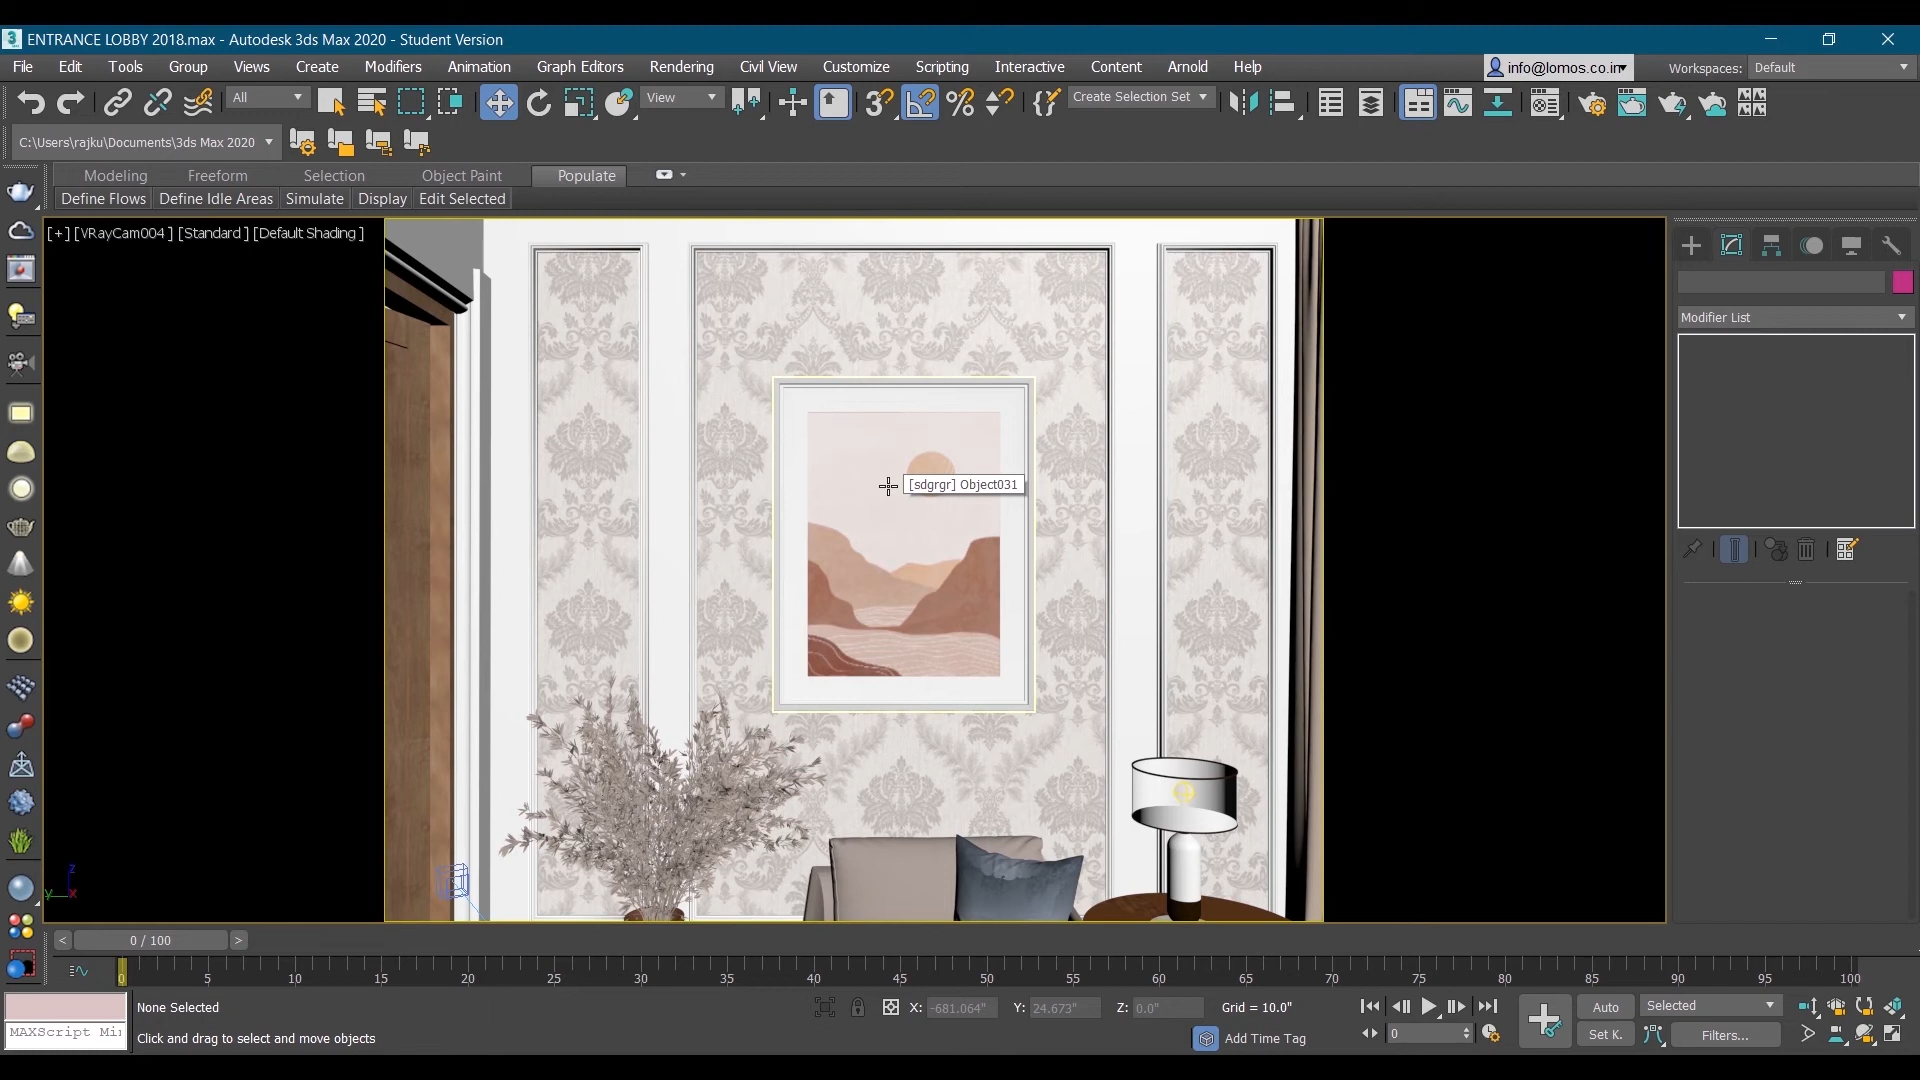 ENTRANCE LOBBY 2018.max - Autodesk 3ds Max 2020 - Student Version
File Edit Tools Group Views Create Modifiers Animation Graph Editors Rendering Civil View Customize Scripting Interactive Content Arnold Help info@lomos.co.in Workspaces: Default
All View Create Selection Set
C:\Users\rajku\Documents\3ds Max 2020
Modeling Freeform Selection Object Paint Populate
Define Flows Define Idle Areas Simulate Display Edit Selected
[+] [VRayCam004 ] [Standard ] [Default Shading ]
Modifier List
[sdgrgr] Object031
z
y x
< 0 / 100 >
0 5 10 15 20 25 30 35 40 45 50 55 60 65 70 75 80 85 90 95 100
None Selected X: -681.064" Y: 24.673" Z: 0.0" Grid = 10.0" Auto Selected
MAXScript Mi Click and drag to select and move objects Add Time Tag 0 Set K. Filters...